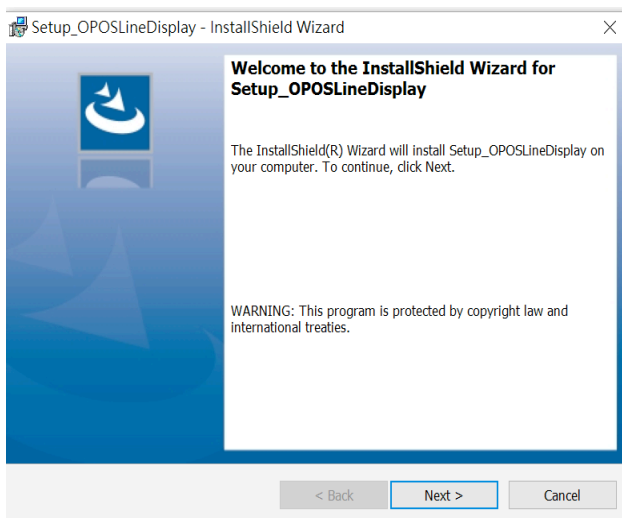 Setup_OPOSLineDisplay - InstallShield Wizard
Welcome to the InstallShield Wizard for
Setup_OPOSLineDisplay
The InstallShield(R) Wizard will install Setup_OPOSLineDisplay on
your computer. To continue, click Next.
WARNING: This program is protected by copyright law and
international treaties.
< Back Next > Cancel